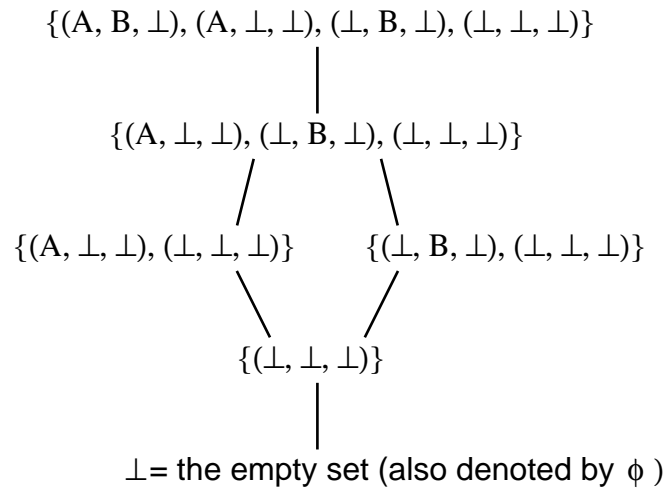 {(A, B, ⊥), (A, ⊥, ⊥), (⊥, B, ⊥), (⊥, ⊥, ⊥)}
{(A, ⊥, ⊥), (⊥, B, ⊥), (⊥, ⊥, ⊥)}
{(A, ⊥, ⊥), (⊥, ⊥, ⊥)} {(⊥, B, ⊥), (⊥, ⊥, ⊥)}
{(⊥, ⊥, ⊥)}
⊥= the empty set (also denoted by ϕ )